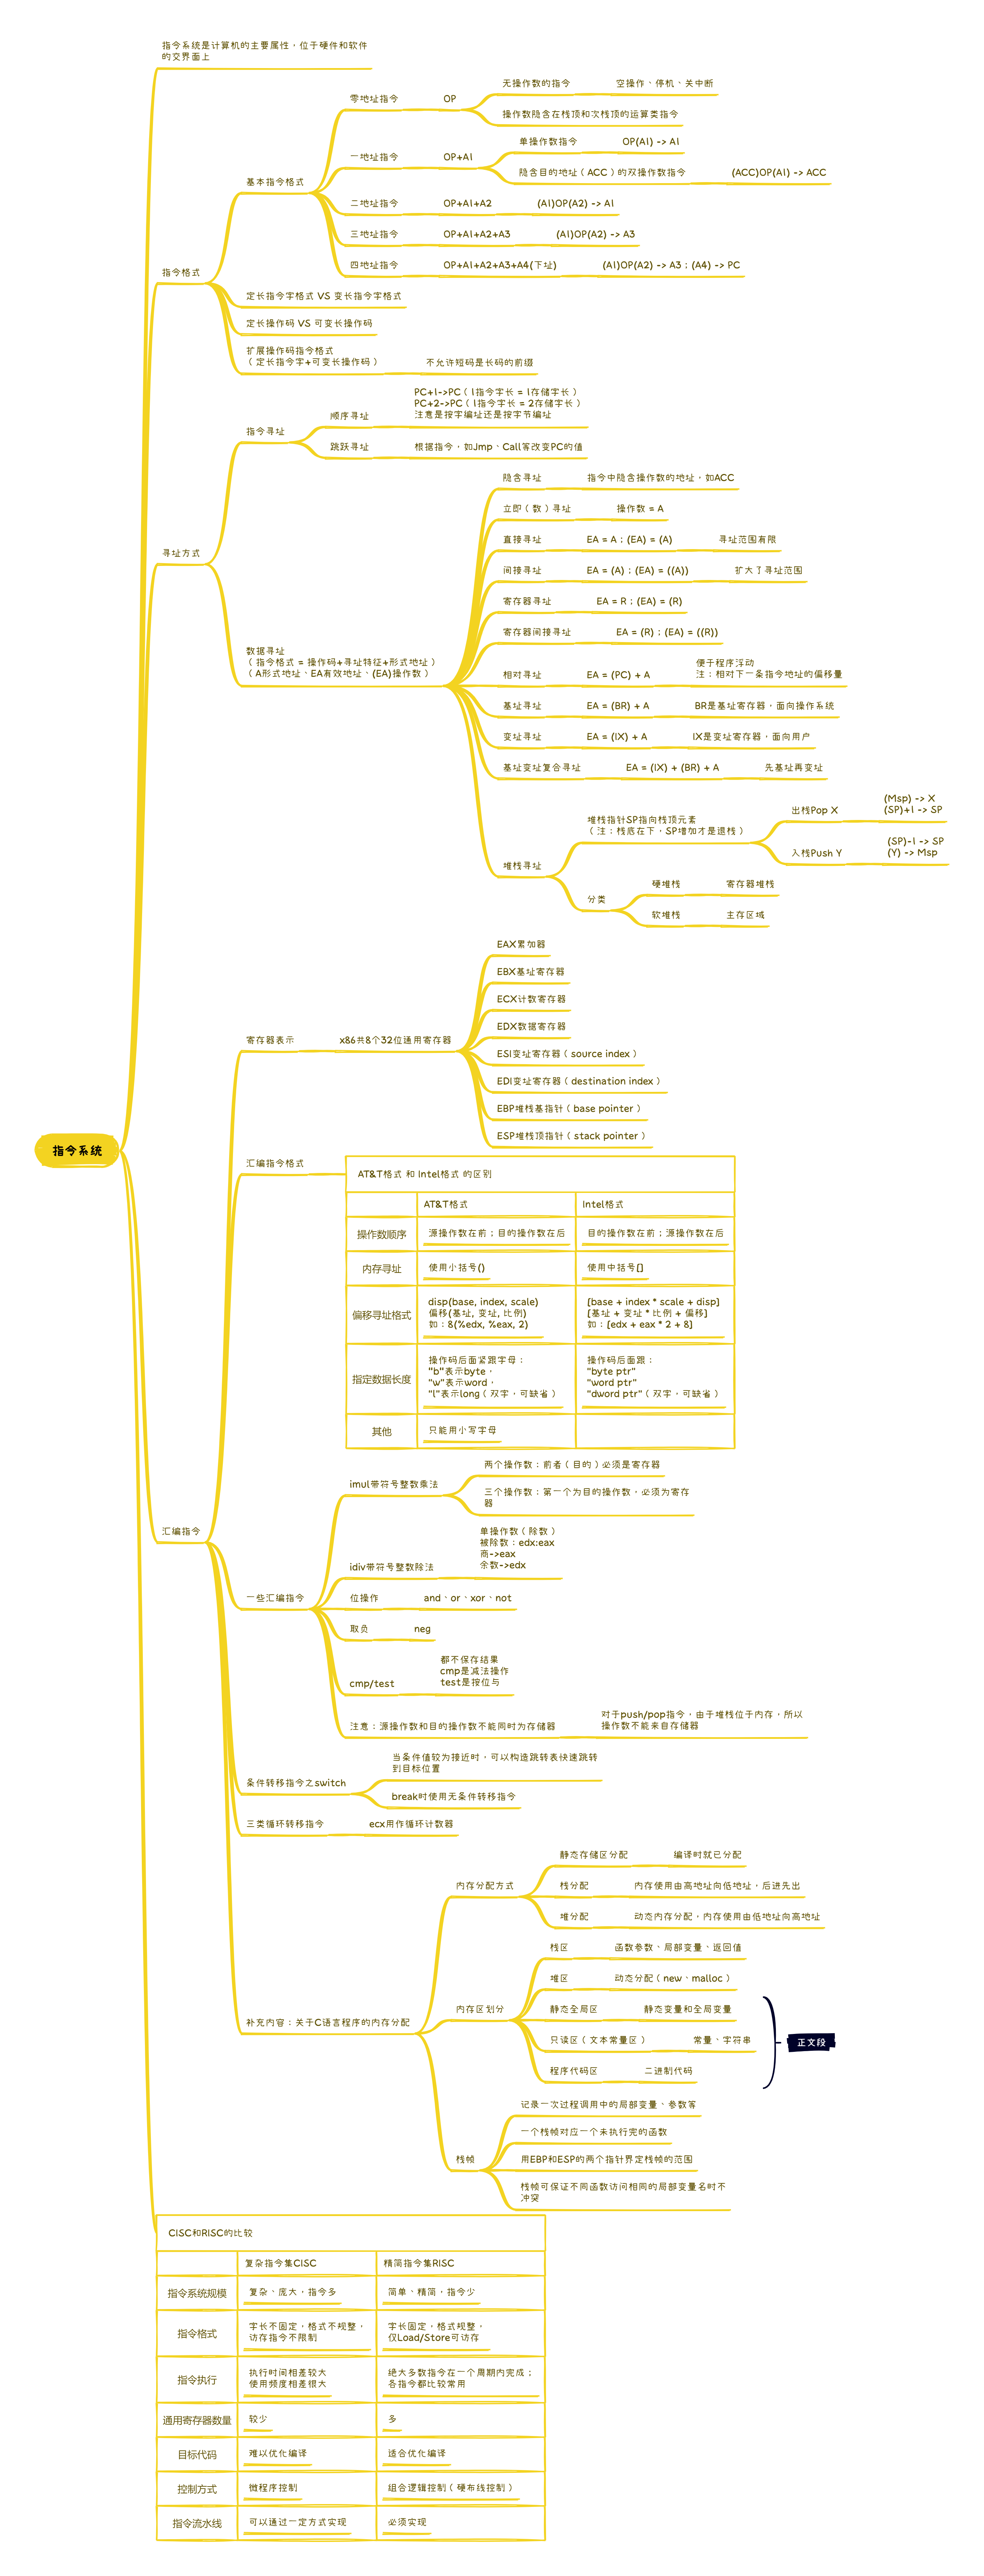 指令系统
指令系统是计算机的主要属性，位于硬件和软件
的交界面上
指令格式
基本指令格式
零地址指令
OP
无操作数的指令
空操作、停机、关中断
操作数隐含在栈顶和次栈顶的运算类指令
一地址指令
OP+A1
单操作数指令
OP(A1) -> A1
隐含目的地址（ACC）的双操作数指令
(ACC)OP(A1) -> ACC
二地址指令
OP+A1+A2
(A1)OP(A2) -> A1
三地址指令
OP+A1+A2+A3
(A1)OP(A2) -> A3
四地址指令
OP+A1+A2+A3+A4(下址)
(A1)OP(A2) -> A3；(A4) -> PC
定长指令字格式 VS 变长指令字格式
定长操作码 VS 可变长操作码
扩展操作码指令格式
（定长指令字+可变长操作码）
不允许短码是长码的前缀
寻址方式
指令寻址
顺序寻址
PC+1->PC（1指令字长 = 1存储字长）
PC+2->PC（1指令字长 = 2存储字长）
注意是按字编址还是按字节编址
跳跃寻址
根据指令，如Jmp、Call等改变PC的值
数据寻址
（指令格式 = 操作码+寻址特征+形式地址）
（A形式地址、EA有效地址、(EA)操作数）
隐含寻址
指令中隐含操作数的地址，如ACC
立即（数）寻址
操作数 = A
直接寻址
EA = A；(EA) = (A)
寻址范围有限
间接寻址
EA = (A)；(EA) = ((A))
扩大了寻址范围
寄存器寻址
EA = R；(EA) = (R)
寄存器间接寻址
EA = (R)；(EA) = ((R))
相对寻址
EA = (PC) + A
便于程序浮动
注：相对下一条指令地址的偏移量
基址寻址
EA = (BR) + A
BR是基址寄存器，面向操作系统
变址寻址
EA = (IX) + A
IX是变址寄存器，面向用户
基址变址复合寻址
EA = (IX) + (BR) + A
先基址再变址
堆栈寻址
堆栈指针SP指向栈顶元素
（注：栈底在下，SP增加才是退栈）
出栈Pop X
(Msp) -> X
(SP)+1 -> SP
入栈Push Y
(SP)-1 -> SP
(Y) -> Msp
分类
硬堆栈
寄存器堆栈
软堆栈
主存区域
汇编指令
寄存器表示
x86共8个32位通用寄存器
EAX累加器
EBX基址寄存器
ECX计数寄存器
EDX数据寄存器
ESI变址寄存器（source index）
EDI变址寄存器（destination index）
EBP堆栈基指针（base pointer）
ESP堆栈顶指针（stack pointer）
汇编指令格式
AT&T格式 和 Intel格式 的区别
AT&T格式
Intel格式
操作数顺序
源操作数在前；目的操作数在后
目的操作数在前；源操作数在后
内存寻址
使用小括号()
使用中括号[]
偏移寻址格式
disp(base, index, scale)
偏移(基址, 变址, 比例)
如：8(%edx, %eax, 2)
[base + index * scale + disp]
[基址 + 变址 * 比例 + 偏移]
如：[edx + eax * 2 + 8]
指定数据长度
操作码后面紧跟字母：
"b"表示byte，
"w"表示word，
"l"表示long（双字，可缺省）
操作码后面跟：
"byte ptr"
"word ptr"
"dword ptr"（双字，可缺省）
其他
只能用小写字母
一些汇编指令
imul带符号整数乘法
两个操作数：前者（目的）必须是寄存器
三个操作数：第一个为目的操作数，必须为寄存
器
idiv带符号整数除法
单操作数（除数）
被除数：edx:eax
商->eax
余数->edx
位操作
and、or、xor、not
取负
neg
cmp/test
都不保存结果
cmp是减法操作
test是按位与
注意：源操作数和目的操作数不能同时为存储器
对于push/pop指令，由于堆栈位于内存，所以
操作数不能来自存储器
条件转移指令之switch
当条件值较为接近时，可以构造跳转表快速跳转
到目标位置
break时使用无条件转移指令
三类循环转移指令
ecx用作循环计数器
补充内容：关于C语言程序的内存分配
内存分配方式
静态存储区分配
编译时就已分配
栈分配
内存使用由高地址向低地址，后进先出
堆分配
动态内存分配，内存使用由低地址向高地址
内存区划分
栈区
函数参数、局部变量、返回值
堆区
动态分配（new、malloc）
静态全局区
静态变量和全局变量
只读区（文本常量区）
常量、字符串
程序代码区
二进制代码
正文段
栈帧
记录一次过程调用中的局部变量、参数等
一个栈帧对应一个未执行完的函数
用EBP和ESP的两个指针界定栈帧的范围
栈帧可保证不同函数访问相同的局部变量名时不
冲突
CISC和RISC的比较
复杂指令集CISC
精简指令集RISC
指令系统规模
复杂、庞大，指令多
简单、精简，指令少
指令格式
字长不固定，格式不规整，
访存指令不限制
字长固定，格式规整，
仅Load/Store可访存
指令执行
执行时间相差较大
使用频度相差很大
绝大多数指令在一个周期内完成；
各指令都比较常用
通用寄存器数量
较少
多
目标代码
难以优化编译
适合优化编译
控制方式
微程序控制
组合逻辑控制（硬布线控制）
指令流水线
可以通过一定方式实现
必须实现